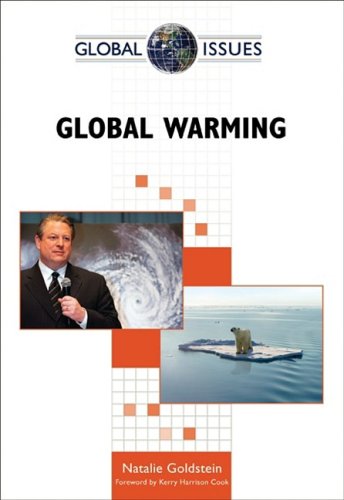 GLOBAL ISSUES
GLOBAL WARMING
Natalie Goldstein
Foreword by Kerry Harrison Cook